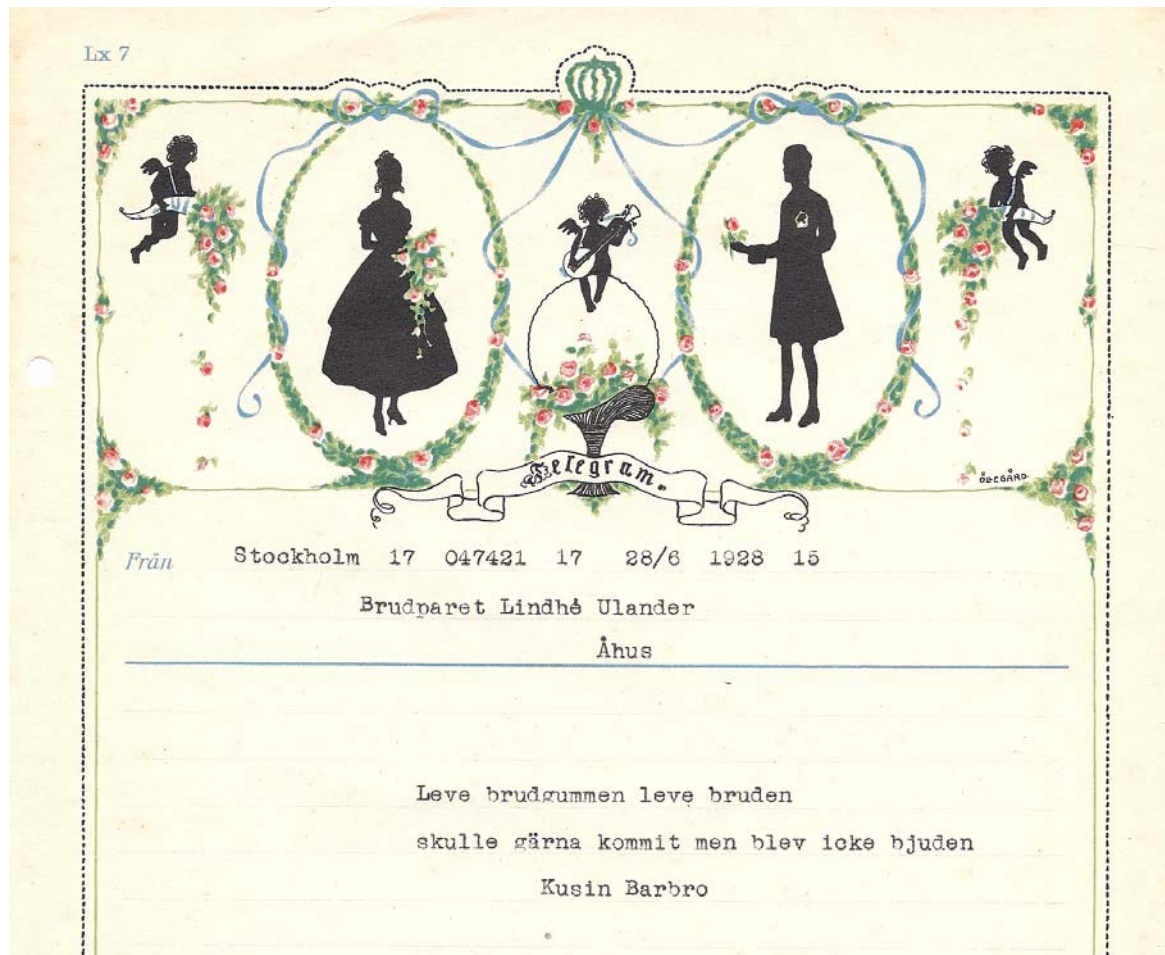 Lx 7
Telegram.
ÖLLEGÅRD
Från Stockholm 17 047421 17 28/6 1928 15
Brudparet Lindhé Ulander
Åhus
Leve brudgummen leve bruden
skulle gärna kommit men blev icke bjuden
Kusin Barbro